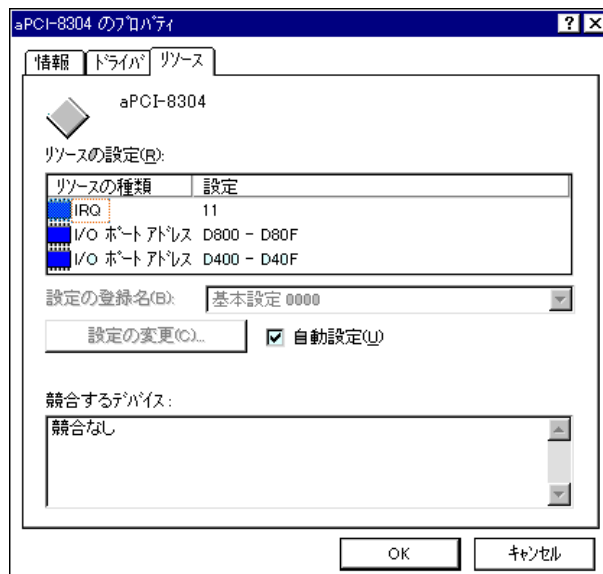 aPCI-8304 のﾌﾟﾛﾊﾟﾃｨ
情報 ﾄﾞﾗｲﾊﾞ ﾘｿｰｽ
aPCI-8304
ﾘｿｰｽの設定(R):
ﾘｿｰｽの種類 設定
IRQ 11
I/O ﾎﾟｰﾄ ｱﾄﾞﾚｽ D800 - D80F
I/O ﾎﾟｰﾄ ｱﾄﾞﾚｽ D400 - D40F
設定の登録名(B): 基本設定 0000
設定の変更(C)... 自動設定(U)
競合するﾃﾞﾊﾞｲｽ:
競合なし
OK ｷｬﾝｾﾙ